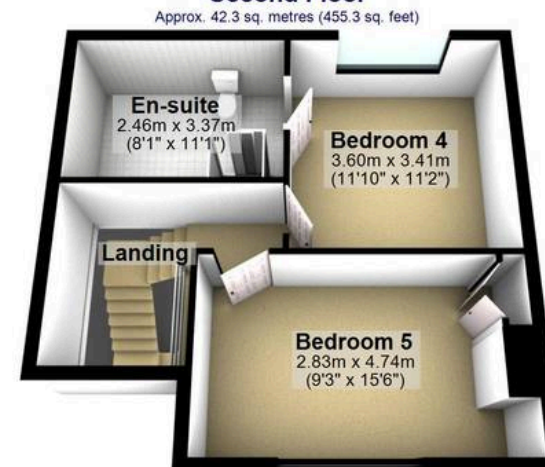 Second Floor
Approx. 42.3 sq. metres (455.3 sq. feet)
En-suite
2.46m x 3.37m
(8'1" x 11'1")
Bedroom 4
3.60m x 3.41m
(11'10" x 11'2")
Landing
Bedroom 5
2.83m x 4.74m
(9'3" x 15'6")